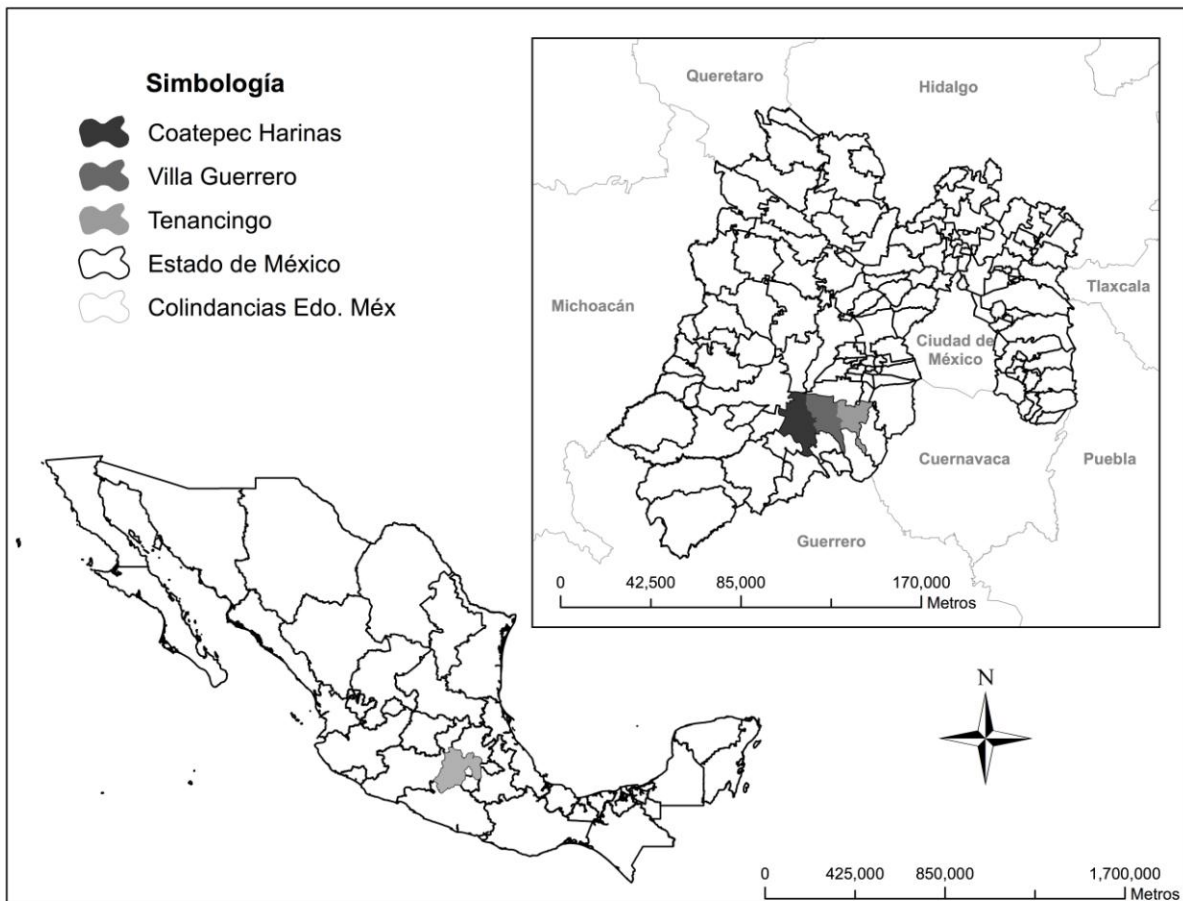 Simbología
Coatepec Harinas
Villa Guerrero
Tenancingo
Estado de México
Colindancias Edo. Méx
Queretaro
Hidalgo
Michoacán
Tlaxcala
Ciudad de
México
Cuernavaca
Puebla
Guerrero
0 42,500 85,000 170,000
Metros
N
0 425,000 850,000 1,700,000
Metros